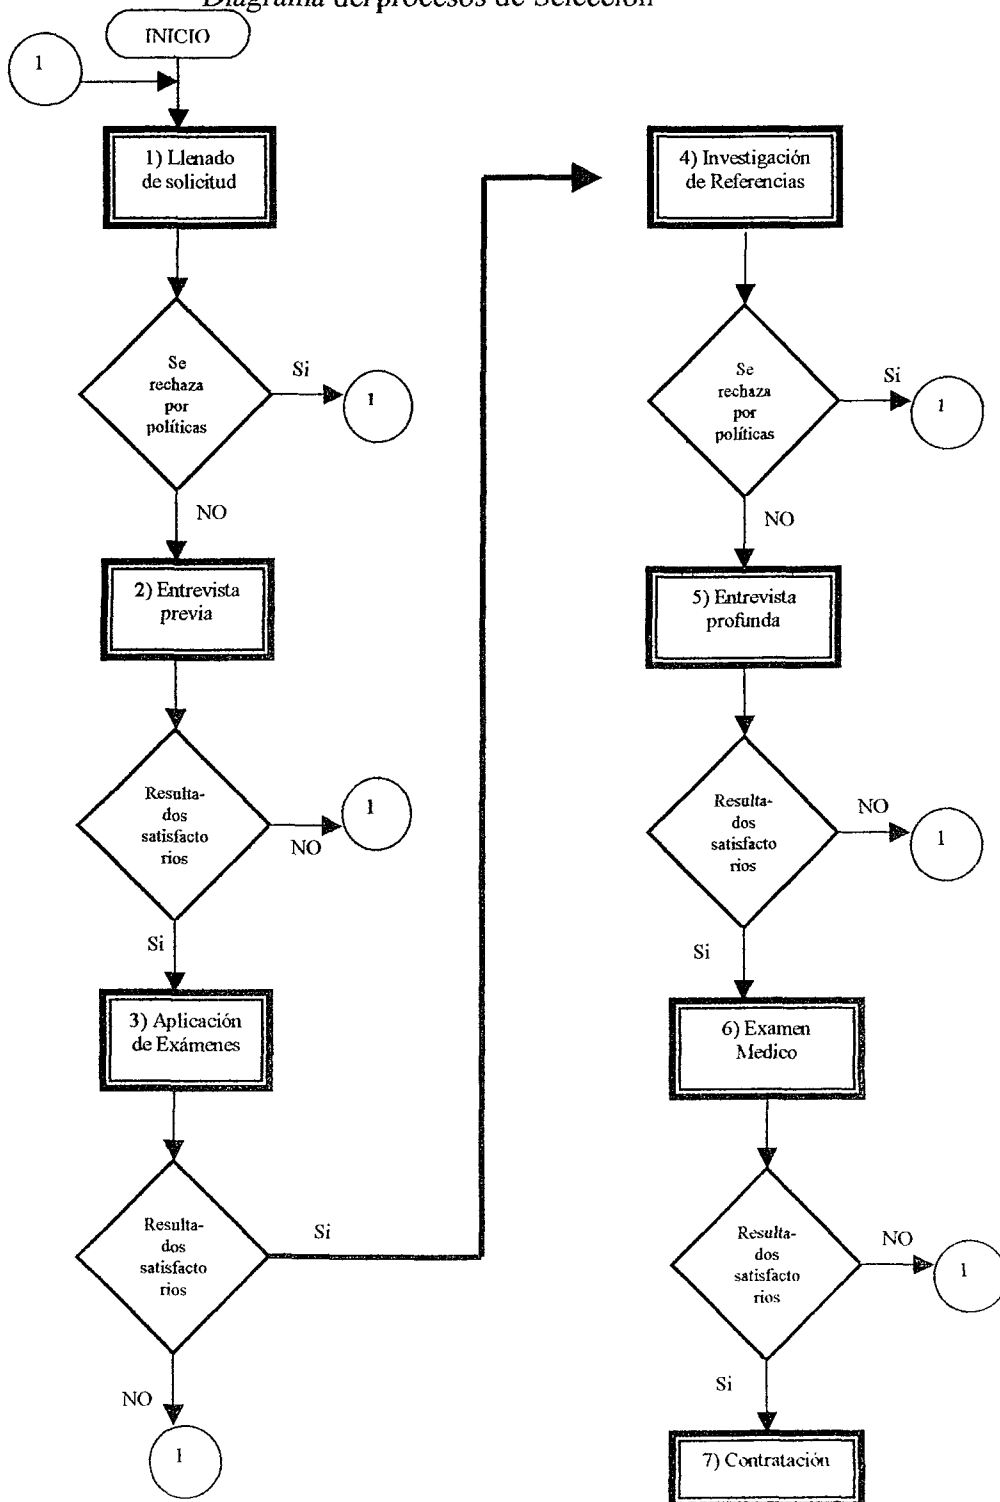 Diagrama del procesos de Selección
INICIO
1
1) Llenado
de solicitud
Se
rechaza
por
políticas
Si
1
NO
2) Entrevista
previa
Resulta-
dos
satisfacto
rios
NO
1
Si
3) Aplicación
de Exámenes
Resulta-
dos
satisfacto
rios
Si
NO
1
4) Investigación
de Referencias
Se
rechaza
por
políticas
Si
1
NO
5) Entrevista
profunda
Resulta-
dos
satisfacto
rios
NO
1
Si
6) Examen
Medico
Resulta-
dos
satisfacto
rios
NO
1
Si
7) Contratación